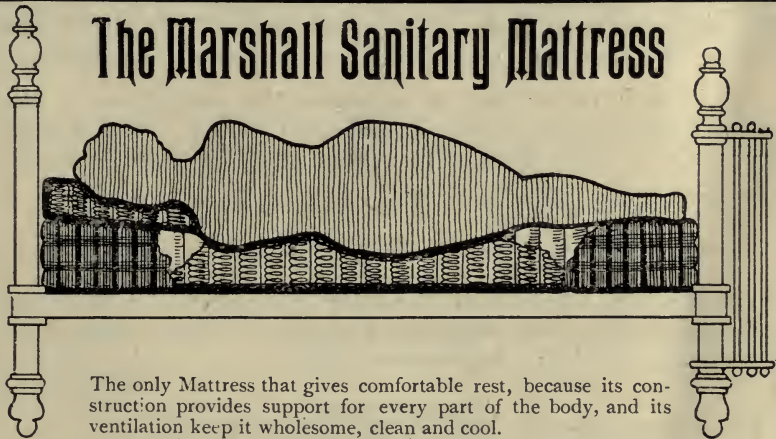 The Marshall Sanitary Mattress
The only Mattress that gives comfortable rest, because its con-
struction provides support for every part of the body, and its
ventilation keep it wholesome, clean and cool.